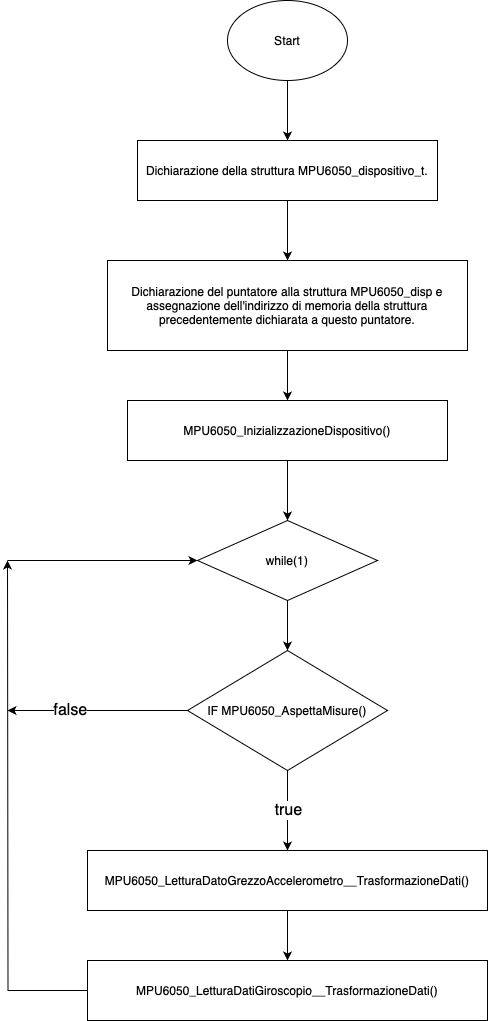 Start
Dichiarazione della struttura MPU6050_dispositivo_t.
Dichiarazione del puntatore alla struttura MPU6050_disp e
assegnazione dell'indirizzo di memoria della struttura
precedentemente dichiarata a questo puntatore.
MPU6050_InizializzazioneDispositivo()
while(1)
IF MPU6050_AspettaMisure()
false
true
MPU6050_LetturaDatoGrezzoAccelerometro__TrasformazioneDati()
MPU6050_LetturaDatiGiroscopio__TrasformazioneDati()